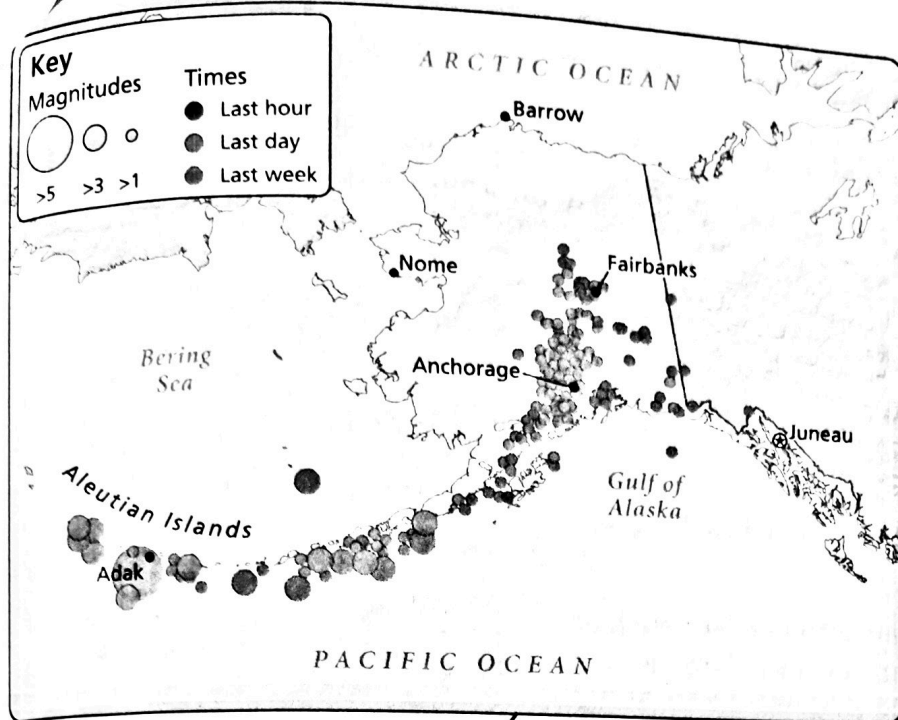 Key
Magnitudes
>5 >3 >1
Times
Last hour
Last day
Last week
ARCTIC OCEAN
Barrow
Nome
Fairbanks
Bering
Sea
Anchorage
Juneau
Gulf of
Alaska
Aleutian Islands
Adak
PACIFIC OCEAN